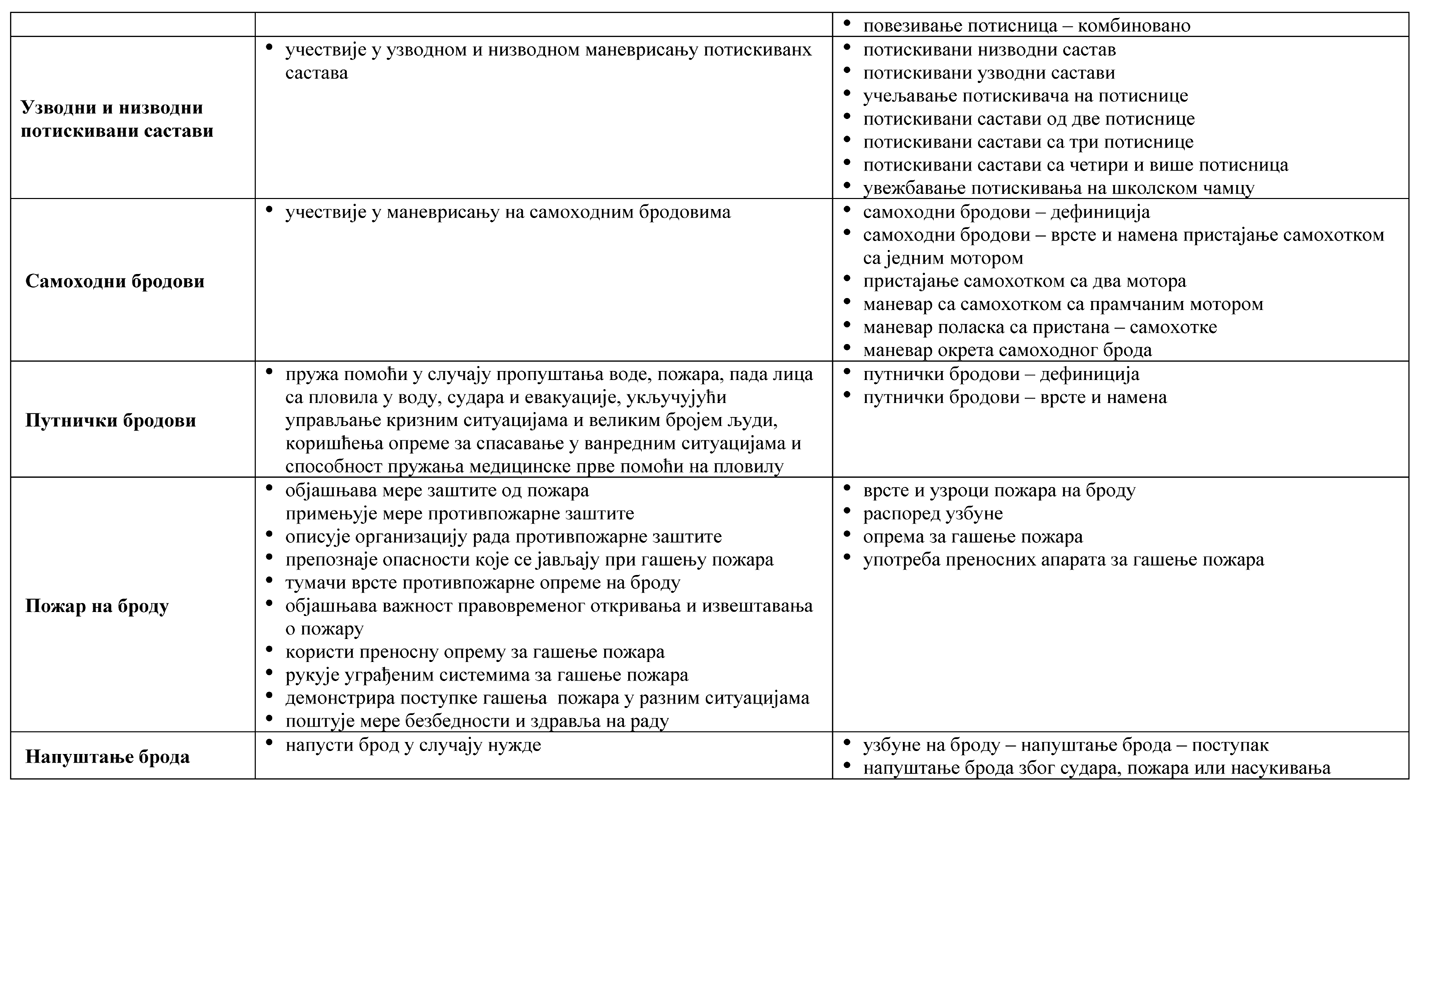 • повезивање потисница – комбиновано
Узводни и низводни
потискивани састави
• учествије у узводном и низводном маневрисању потискиванх
састава
• потискивани низводни састав
• потискивани узводни састави
• учељавање потискивача на потиснице
• потискивани састави од две потиснице
• потискивани састави са три потиснице
• потискивани састави са четири и више потисница
• увежбавање потискивања на школском чамцу
Самоходни бродови
• учествије у маневрисању на самоходним бродовима
• самоходни бродови – дефиниција
• самоходни бродови – врсте и намена пристајање самохотком
са једним мотором
• пристајање самохотком са два мотора
• маневар са самохотком са прамчаним мотором
• маневар поласка са пристана – самохотке
• маневар окрета самоходног брода
Путнички бродови
• пружа помоћи у случају пропуштања воде, пожара, пада лица
са пловила у воду, судара и евакуације, укључујући
управљање кризним ситуацијама и великим бројем људи,
коришћења опреме за спасавање у ванредним ситуацијама и
способност пружања медицинске прве помоћи на пловилу
• путнички бродови – дефиниција
• путнички бродови – врсте и намена
Пожар на броду
• објашњава мере заштите од пожара
примењује мере противпожарне заштите
• описује организацију рада противпожарне заштите
• препознаје опасности које се јављају при гашењу пожара
• тумачи врсте противпожарне опреме на броду
• објашњава важност правовременог откривања и извештавања
о пожару
• користи преносну опрему за гашење пожара
• рукује уграђеним системима за гашење пожара
• демонстрира поступке гашења пожара у разним ситуацијама
• поштује мере безбедности и здравља на раду
• врсте и узроци пожара на броду
• распоред узбуне
• опрема за гашење пожара
• употреба преносних апарата за гашење пожара
Напуштање брода
• напусти брод у случају нужде
• узбуне на броду – напуштање брода – поступак
• напуштање брода због судара, пожара или насукивања